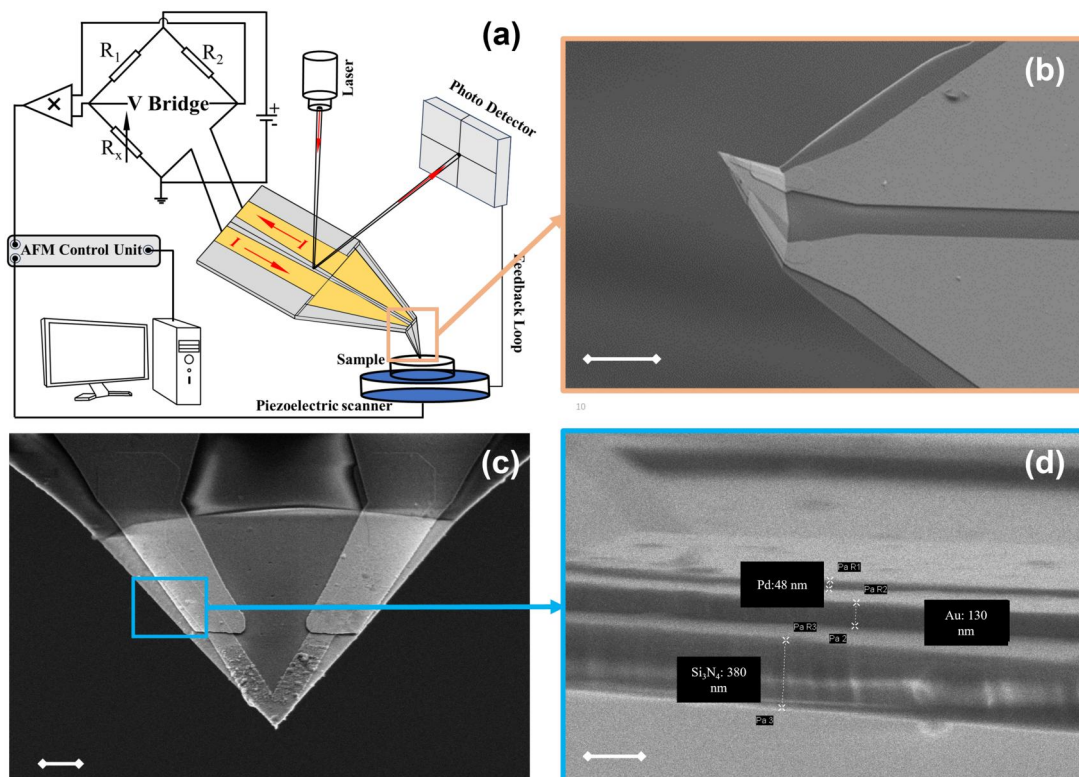 (a)
R1
R2
V Bridge
Rx
+
-
×
Laser
Photo Detector
I
I
AFM Control Unit
Feedback Loop
Sample
Piezoelectric scanner
(b)
10
(c)
(d)
Pa R1
Pd:48 nm
Pa R2
Au: 130
nm
Pa R3
Pa 2
Si₃N₄: 380
nm
Pa 3